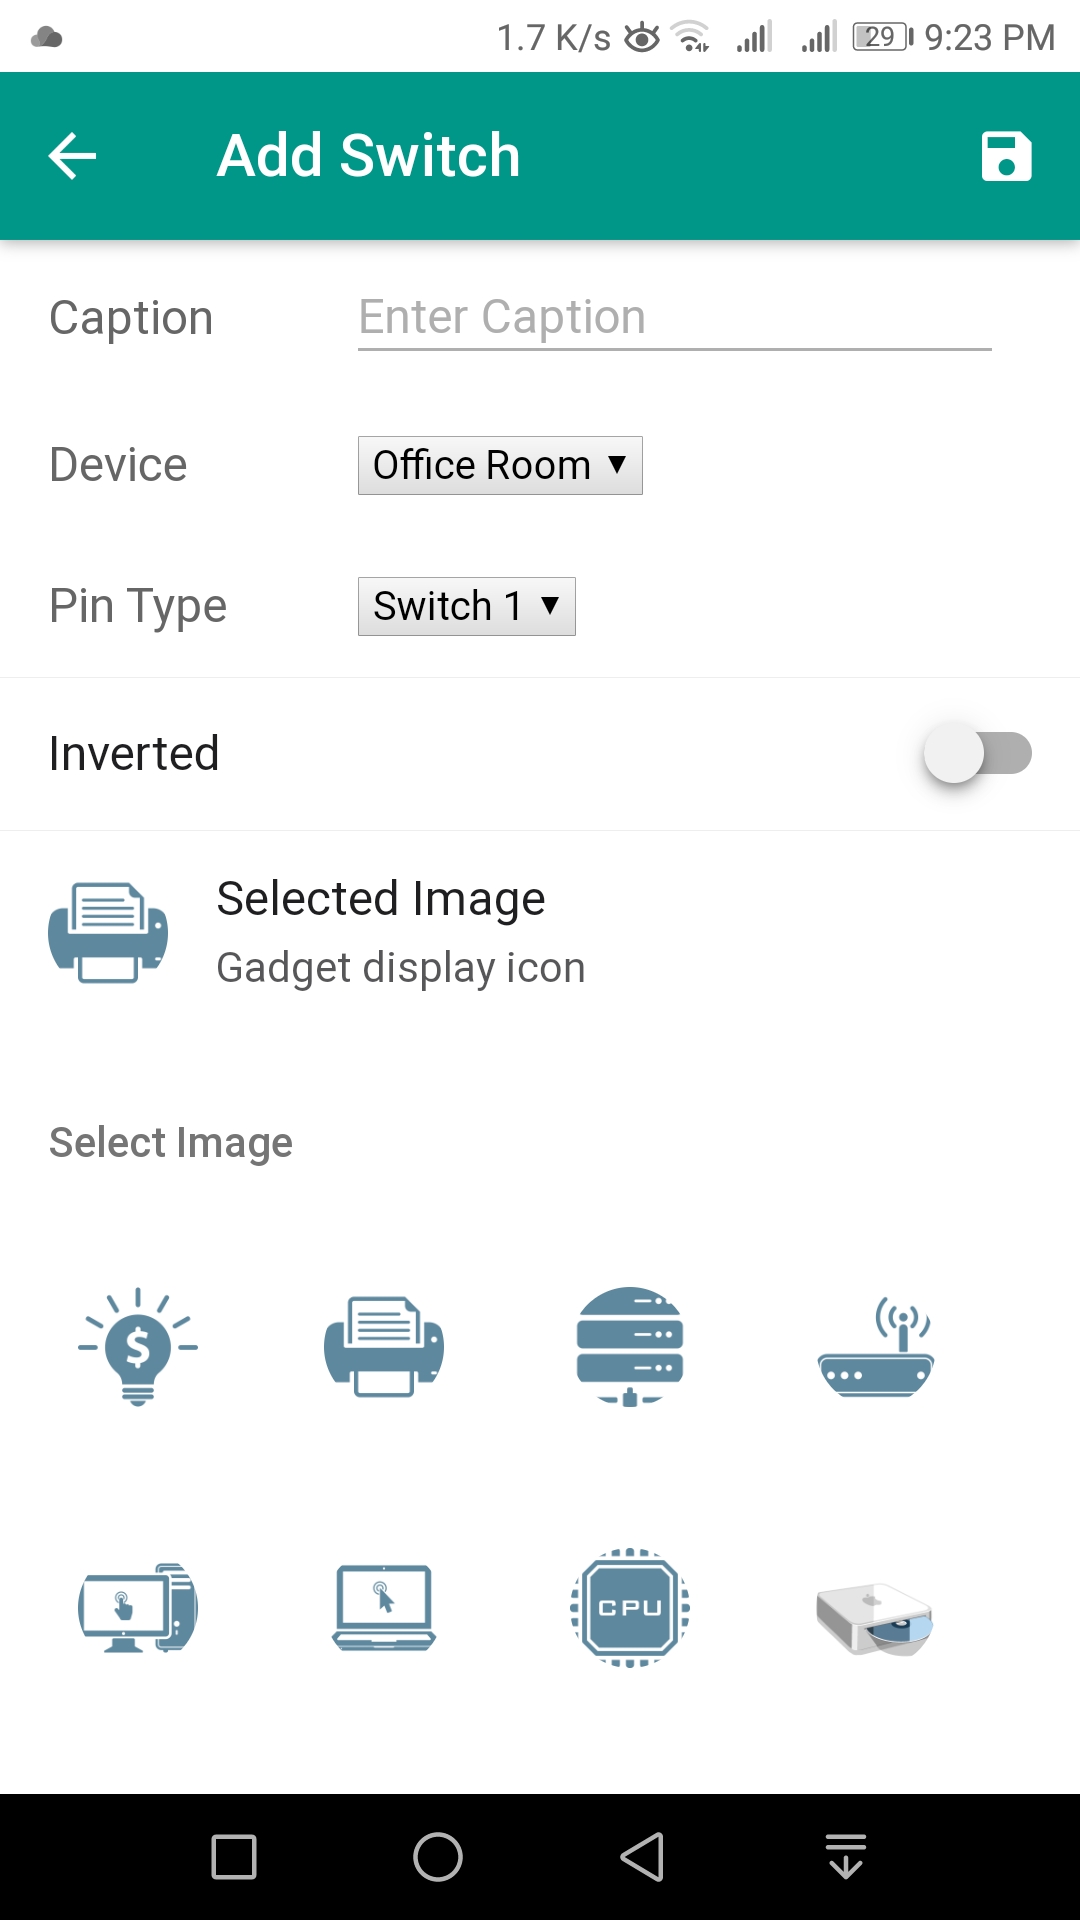 1.7 K/s 29 9:23 PM
Add Switch
Caption Enter Caption
Device Office Room
Pin Type Switch 1
Inverted
Selected Image
Gadget display icon
Select Image
$
CPU